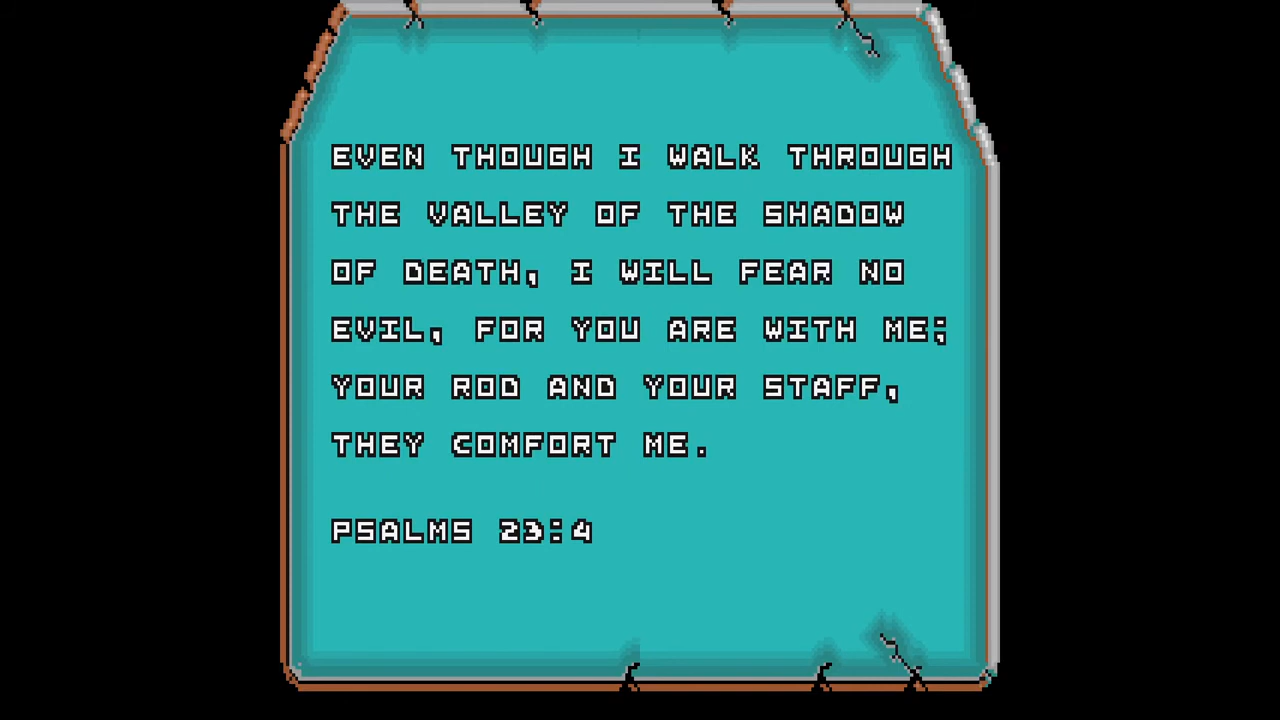 EVEN THOUGH I WALK THROUGH
THE VALLEY OF THE SHADOW
OF DEATH, I WILL FEAR NO
EVIL, FOR YOU ARE WITH ME;
YOUR ROD AND YOUR STAFF,
THEY COMFORT ME.
PSALMS 23:4